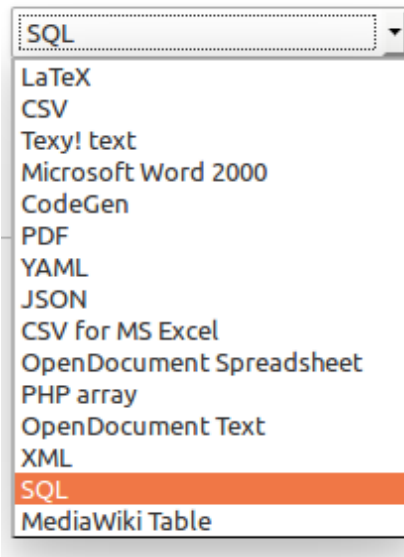 SQL
LaTeX
CSV
Texy! text
Microsoft Word 2000
CodeGen
PDF
YAML
JSON
CSV for MS Excel
OpenDocument Spreadsheet
PHP array
OpenDocument Text
XML
SQL
MediaWiki Table